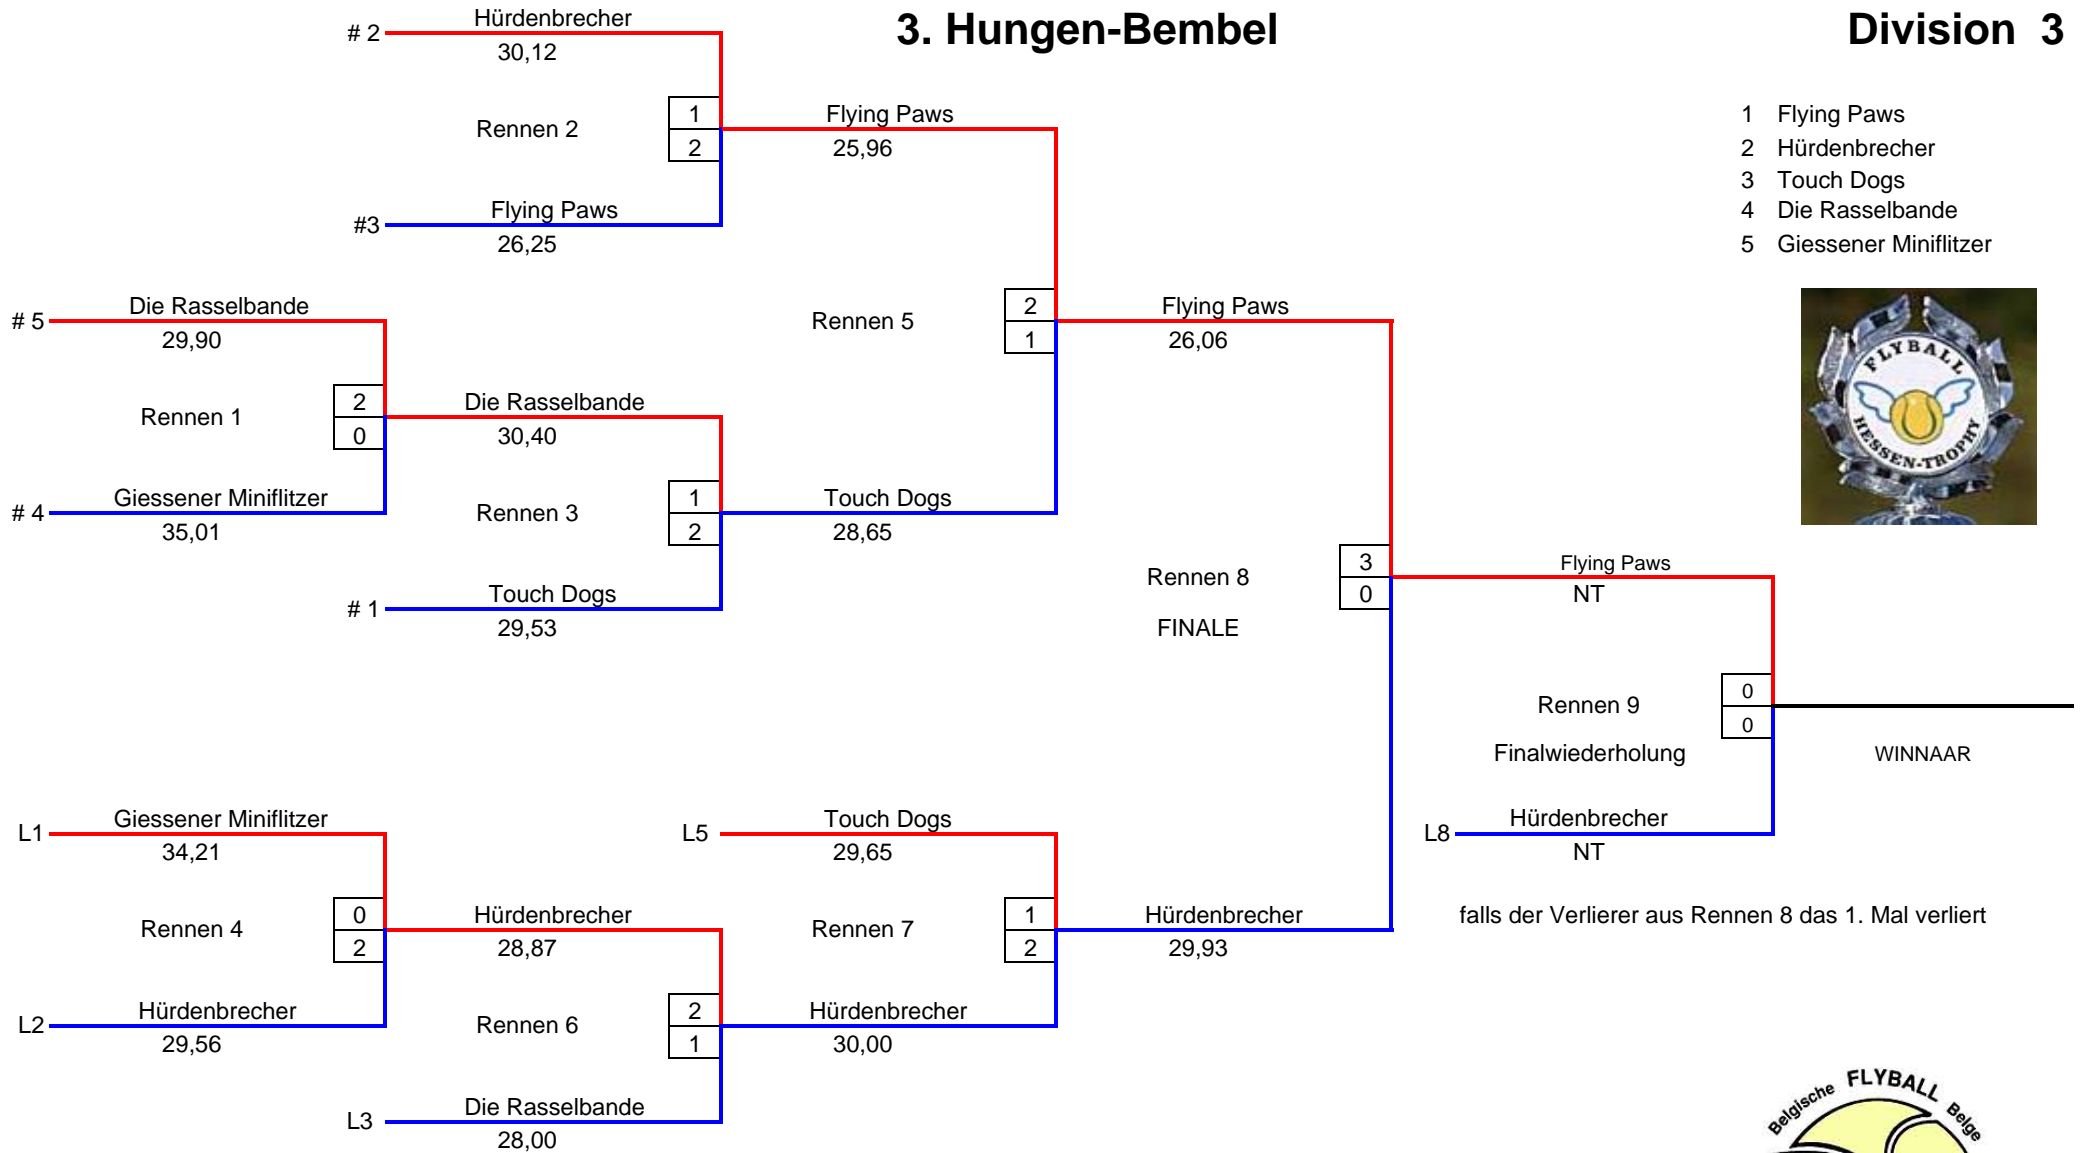 3. Hungen-Bembel
Division 3
1 Flying Paws
2 Hürdenbrecher
3 Touch Dogs
4 Die Rasselbande
5 Giessener Miniflitzer
FLYBALL
HESSEN-TROPHY
# 2
Hürdenbrecher
30,12
Rennen 2
1
2
#3
Flying Paws
26,25
Flying Paws
25,96
# 5
Die Rasselbande
29,90
Rennen 1
2
0
# 4
Giessener Miniflitzer
35,01
Die Rasselbande
30,40
Rennen 3
1
2
# 1
Touch Dogs
29,53
Rennen 5
2
1
Touch Dogs
28,65
Flying Paws
26,06
Rennen 8
FINALE
3
0
Flying Paws
NT
Rennen 9
Finalwiederholung
0
0
WINNAAR
L8
Hürdenbrecher
NT
falls der Verlierer aus Rennen 8 das 1. Mal verliert
L1
Giessener Miniflitzer
34,21
Rennen 4
0
2
L2
Hürdenbrecher
29,56
Hürdenbrecher
28,87
Rennen 6
2
1
L3
Die Rasselbande
28,00
L5
Touch Dogs
29,65
Rennen 7
1
2
Hürdenbrecher
30,00
Hürdenbrecher
29,93
Belgische FLYBALL Belge